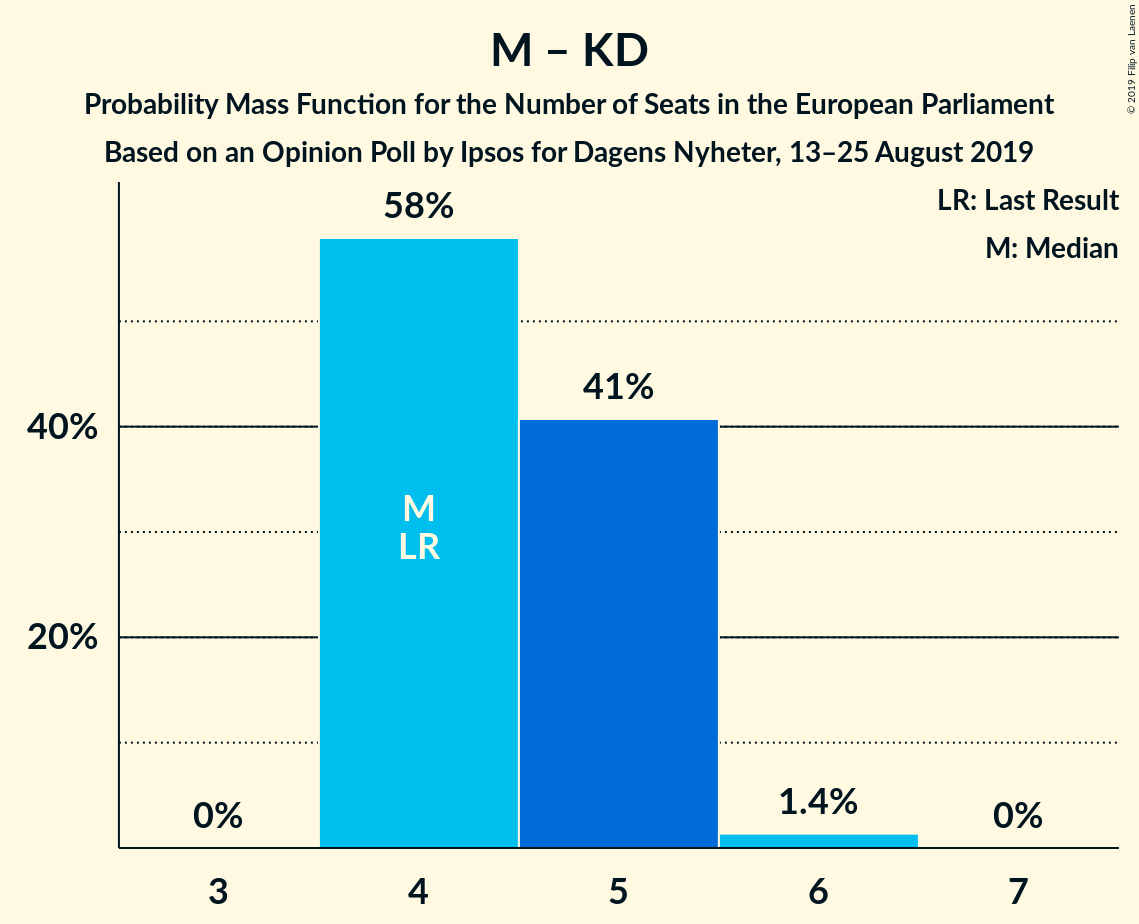 M – KD
Probability Mass Function for the Number of Seats in the European Parliament
Based on an Opinion Poll by Ipsos for Dagens Nyheter, 13–25 August 2019
© 2019 Filip van Laenen
LR: Last Result
M: Median
58%
41%
40%
M
LR
20%
0%
1.4%
0%
3
4
5
6
7